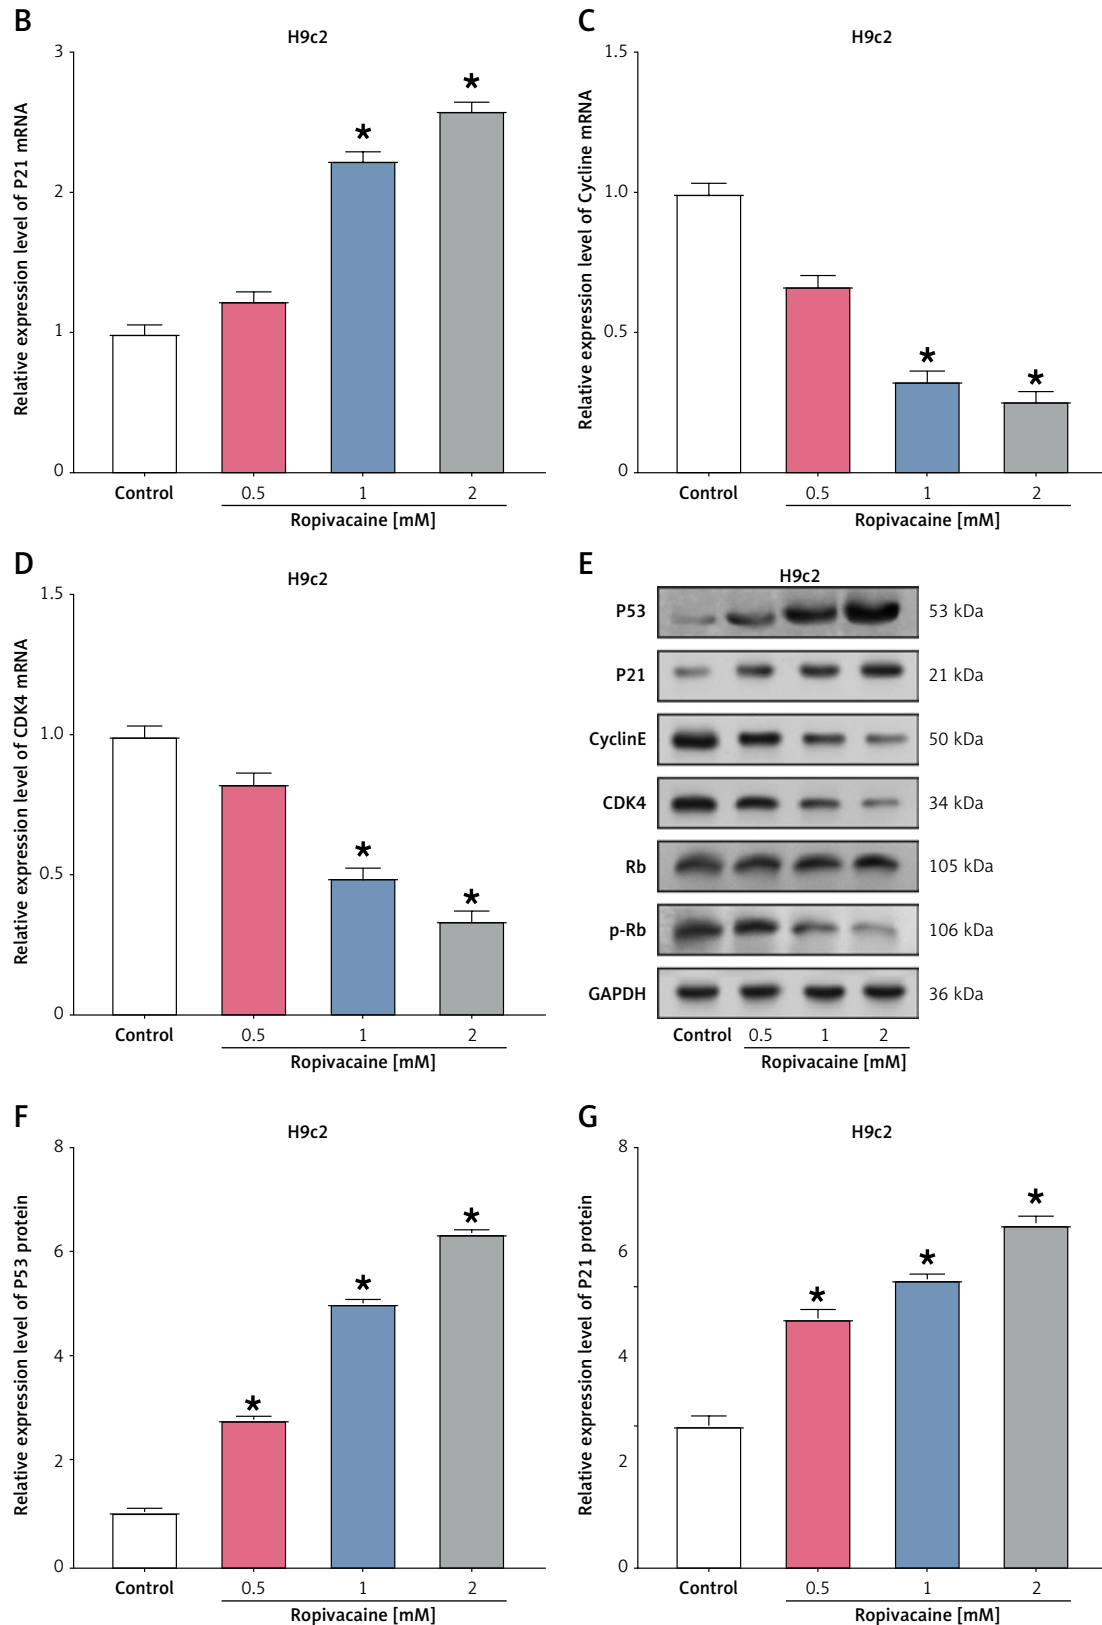 B
H9c2
Relative expression level of P21 mRNA
3
2
1
0
Control 0.5 1 2
Ropivacaine [mM]
C
H9c2
Relative expression level of Cycline mRNA
1.5
1.0
0.5
0
Control 0.5 1 2
Ropivacaine [mM]
D
H9c2
Relative expression level of CDK4 mRNA
1.5
1.0
0.5
0
Control 0.5 1 2
Ropivacaine [mM]
E
H9c2
P53 53 kDa
P21 21 kDa
CyclinE 50 kDa
CDK4 34 kDa
Rb 105 kDa
p-Rb 106 kDa
GAPDH 36 kDa
Control 0.5 1 2
Ropivacaine [mM]
F
H9c2
Relative expression level of P53 protein
8
6
4
2
0
Control 0.5 1 2
Ropivacaine [mM]
G
H9c2
Relative expression level of P21 protein
8
6
4
2
0
Control 0.5 1 2
Ropivacaine [mM]